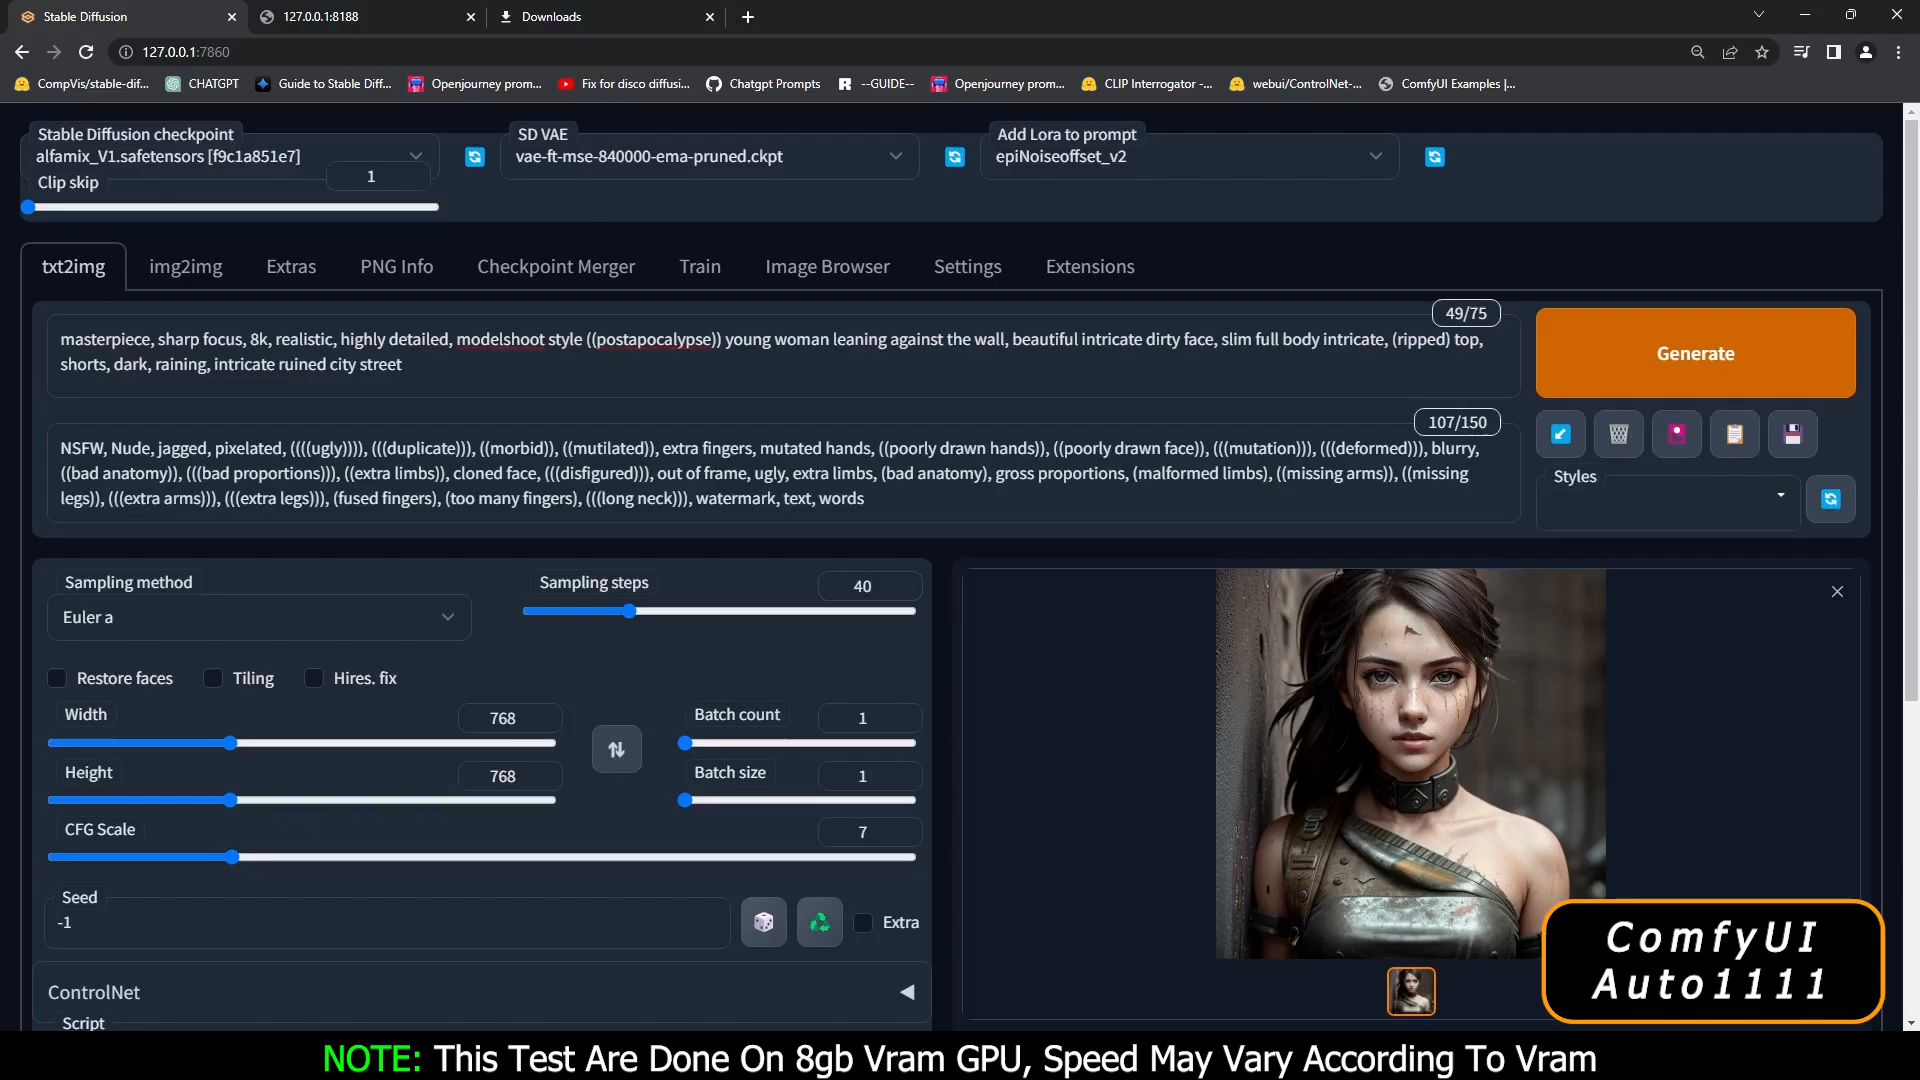 Stable Diffusion
127.0.0.1:8188
Downloads
127.0.0.1:7860
CompVis/stable-dif...
CHATGPT
Guide to Stable Diff...
Openjourney prom...
Fix for disco diffusi...
Chatgpt Prompts
--GUIDE--
Openjourney prom...
CLIP Interrogator -...
webui/ControlNet-...
ComfyUI Examples |...
Stable Diffusion checkpoint
alfamix_V1.safetensors [f9c1a851e7]
SD VAE
vae-ft-mse-840000-ema-pruned.ckpt
Add Lora to prompt
epiNoiseoffset_v2
Clip skip
1
txt2img
img2img
Extras
PNG Info
Checkpoint Merger
Train
Image Browser
Settings
Extensions
49/75
masterpiece, sharp focus, 8k, realistic, highly detailed, modelshoot style ((postapocalypse)) young woman leaning against the wall, beautiful intricate dirty face, slim full body intricate, (ripped) top,
shorts, dark, raining, intricate ruined city street
Generate
107/150
NSFW, Nude, jagged, pixelated, ((((ugly)))), (((duplicate))), ((morbid)), ((mutilated)), extra fingers, mutated hands, ((poorly drawn hands)), ((poorly drawn face)), (((mutation))), (((deformed))), blurry,
((bad anatomy)), (((bad proportions))), ((extra limbs)), cloned face, (((disfigured))), out of frame, ugly, extra limbs, (bad anatomy), gross proportions, (malformed limbs), ((missing arms)), ((missing
legs)), (((extra arms))), (((extra legs))), (fused fingers), (too many fingers), (((long neck))), watermark, text, words
Styles
Sampling method
Euler a
Sampling steps
40
Restore faces
Tiling
Hires. fix
Width
768
Batch count
1
Height
768
Batch size
1
CFG Scale
7
Seed
-1
Extra
ControlNet
Script
ComfyUI
Auto1111
NOTE: This Test Are Done On 8gb Vram GPU, Speed May Vary According To Vram